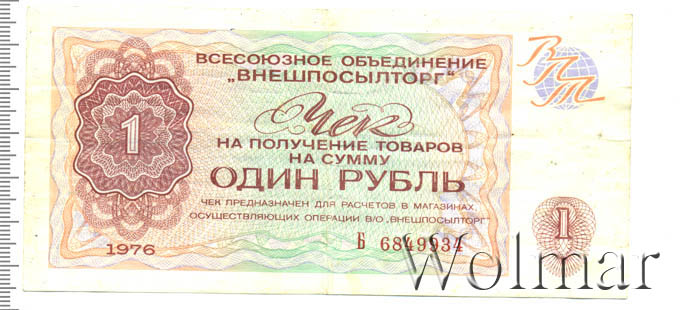 ВСЕСОЮЗНОЕ ОБЪЕДИНЕНИЕ
„ВНЕШПОСЫЛТОРГ"
ВПТ
1
Чек
НА ПОЛУЧЕНИЕ ТОВАРОВ
НА СУММУ
ОДИН РУБЛЬ
ЧЕК ПРЕДНАЗНАЧЕН ДЛЯ РАСЧЕТОВ В МАГАЗИНАХ,
ОСУЩЕСТВЛЯЮЩИХ ОПЕРАЦИИ В/О „ВНЕШПОСЫЛТОРГ"
1976
Б 6849934
1
Wolmar